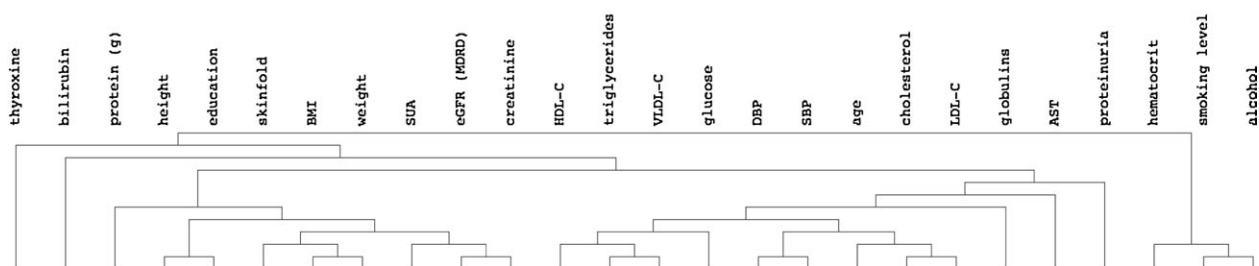 thyroxine
bilirubin
protein (g)
height
education
skinfold
BMI
weight
SUA
eGFR (MDRD)
creatinine
HDL-C
triglycerides
VLDL-C
glucose
DBP
SBP
age
cholesterol
LDL-C
globulins
AST
proteinuria
hematocrit
smoking level
alcohol